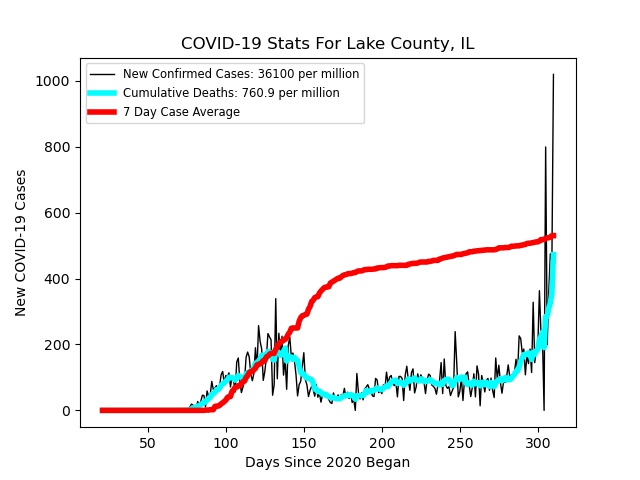 COVID-19 Stats For Lake County, IL
New Confirmed Cases: 36100 per million
Cumulative Deaths: 760.9 per million
7 Day Case Average
New COVID-19 Cases
1000
800
600
400
200
0
50 100 150 200 250 300
Days Since 2020 Began